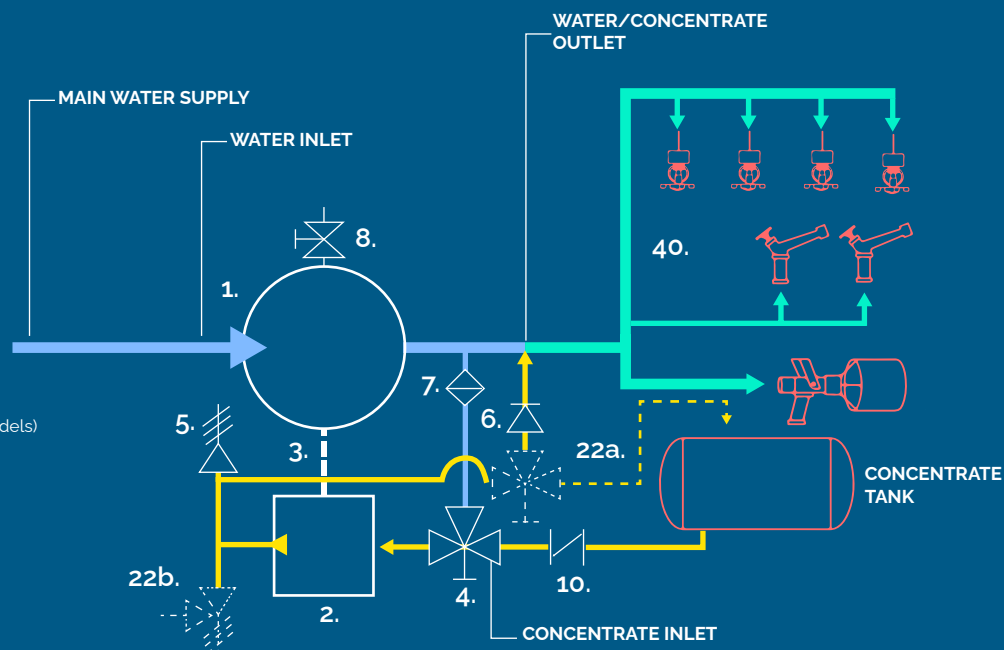 WATER/CONCENTRATE
OUTLET
MAIN WATER SUPPLY
WATER INLET
8.
1.
40.
7.
5.
6.
dels)
3.
22a.
CONCENTRATE
TANK
22b.
10.
4.
2.
CONCENTRATE INLET